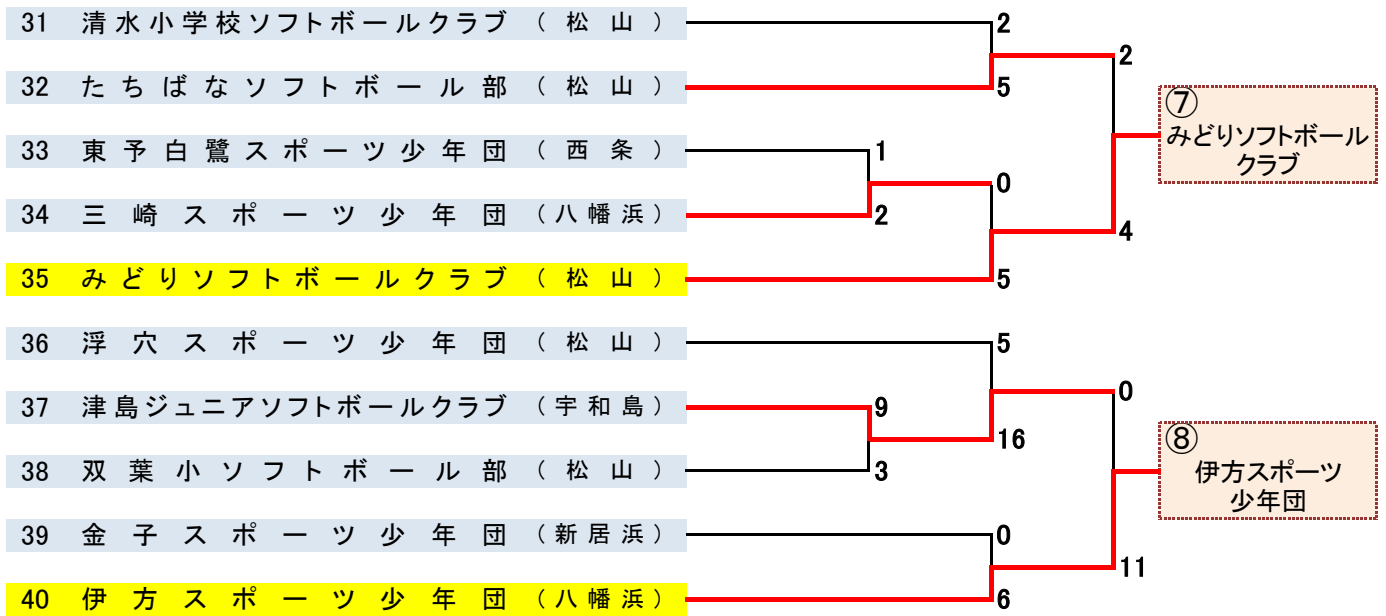 31 清水小学校ソフトボールクラブ （松山） 2
2
32 たちばなソフトボール部 （松山） 5
⑦
みどりソフトボール
クラブ
33 東予白鷺スポーツ少年団 （西条） 1
0
34 三崎スポーツ少年団 （八幡浜） 2
4
35 みどりソフトボールクラブ （松山） 5
36 浮穴スポーツ少年団 （松山） 5
0
37 津島ジュニアソフトボールクラブ （宇和島） 9
16
⑧
伊方スポーツ
少年団
38 双葉小ソフトボール部 （松山） 3
39 金子スポーツ少年団 （新居浜） 0
11
40 伊方スポーツ少年団 （八幡浜） 6